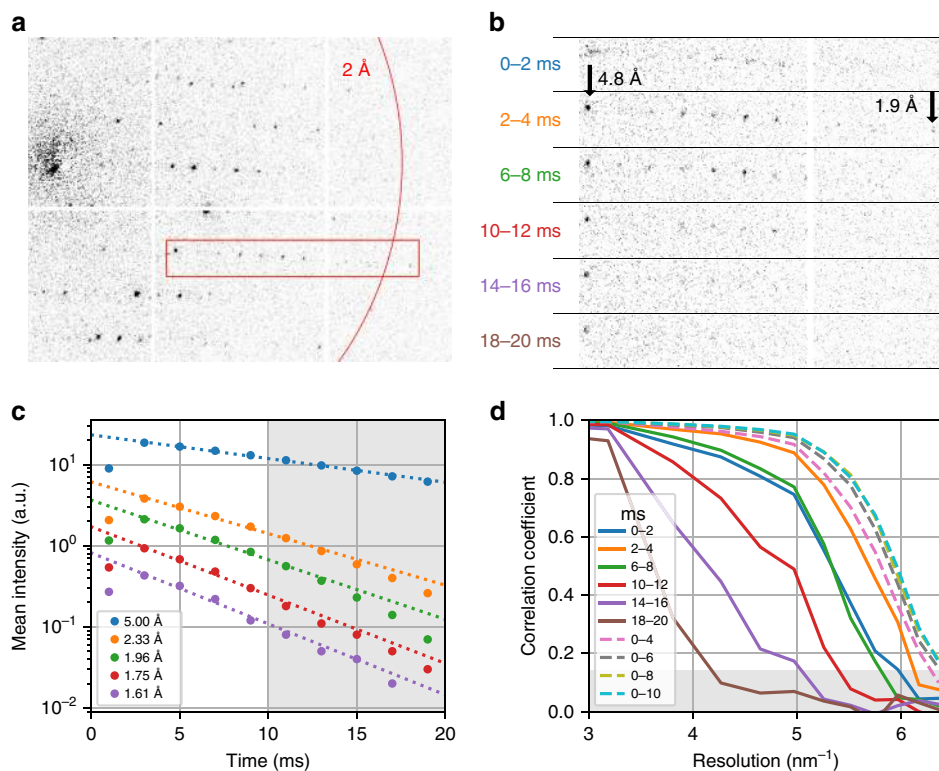 a
2 Å
b
0–2 ms
4.8 Å
2–4 ms
1.9 Å
6–8 ms
10–12 ms
14–16 ms
18–20 ms
c
Mean intensity (a.u.)
10¹
10⁰
10⁻¹
10⁻²
5.00 Å
2.33 Å
1.96 Å
1.75 Å
1.61 Å
0
5
10
15
20
Time (ms)
d
Correlation coefficient
1.0
0.8
0.6
0.4
0.2
0.0
ms
0–2
2–4
6–8
10–12
14–16
18–20
0–4
0–6
0–8
0–10
3
4
5
6
Resolution (nm⁻¹)